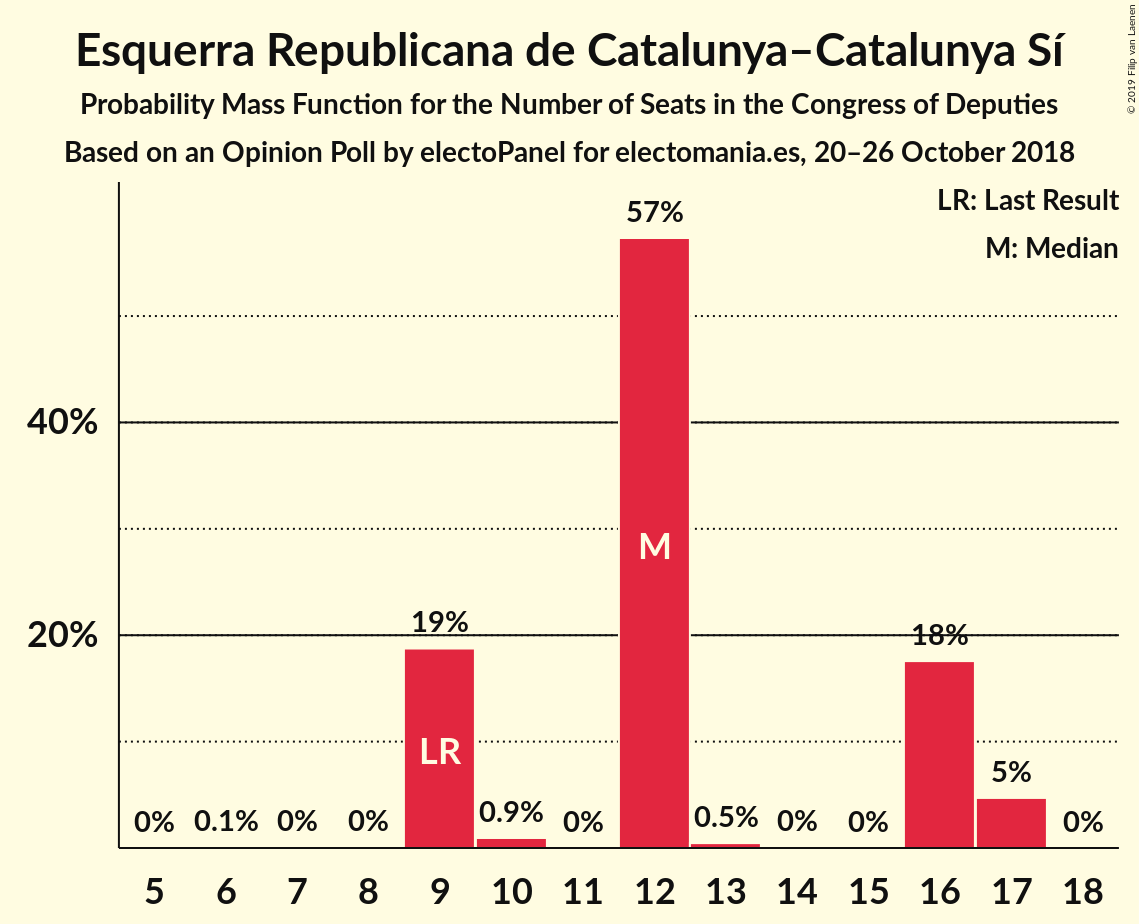 Esquerra Republicana de Catalunya–Catalunya Sí
Probability Mass Function for the Number of Seats in the Congress of Deputies
Based on an Opinion Poll by electoPanel for electomania.es, 20–26 October 2018
© 2019 Filip van Laenen
LR: Last Result
M: Median
57%
40%
M
20%
19%
18%
LR
5%
0% 0.1% 0% 0% 0.9% 0% 0.5% 0% 0% 0%
5 6 7 8 9 10 11 12 13 14 15 16 17 18